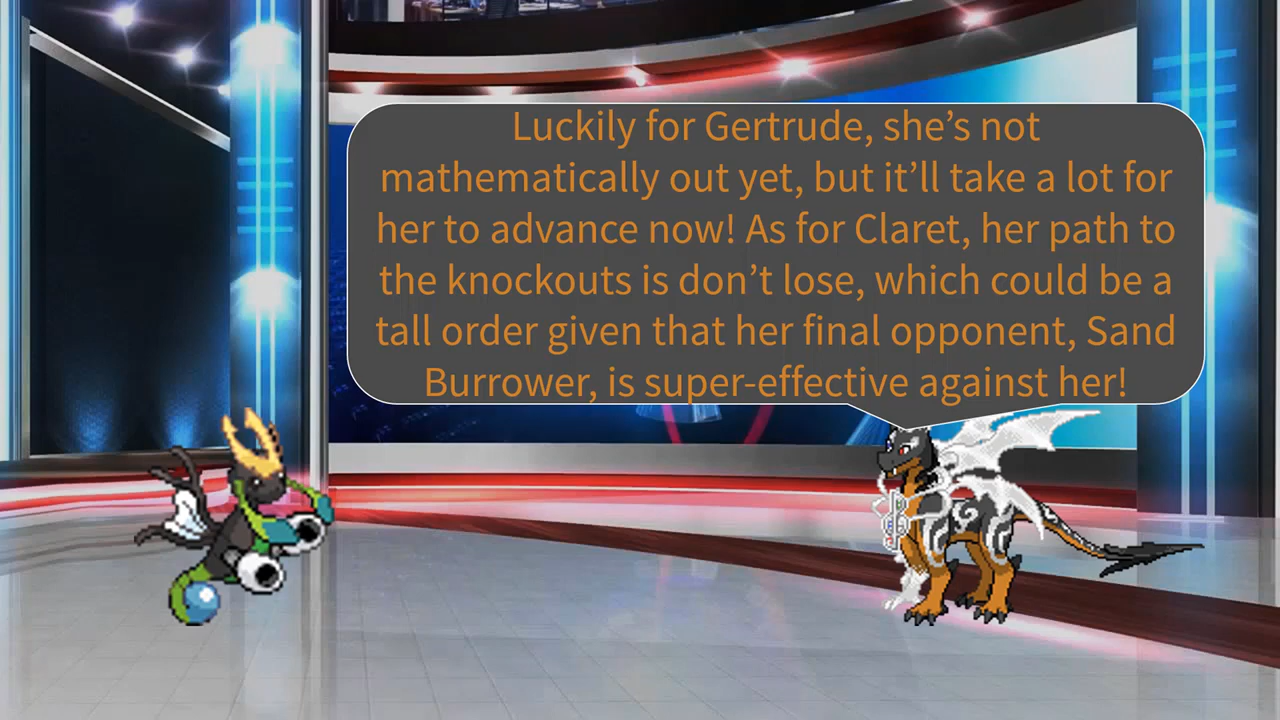 Luckily for Gertrude, she’s not
mathematically out yet, but it’ll take a lot for
her to advance now! As for Claret, her path to
the knockouts is don’t lose, which could be a
tall order given that her final opponent, Sand
Burrower, is super-effective against her!